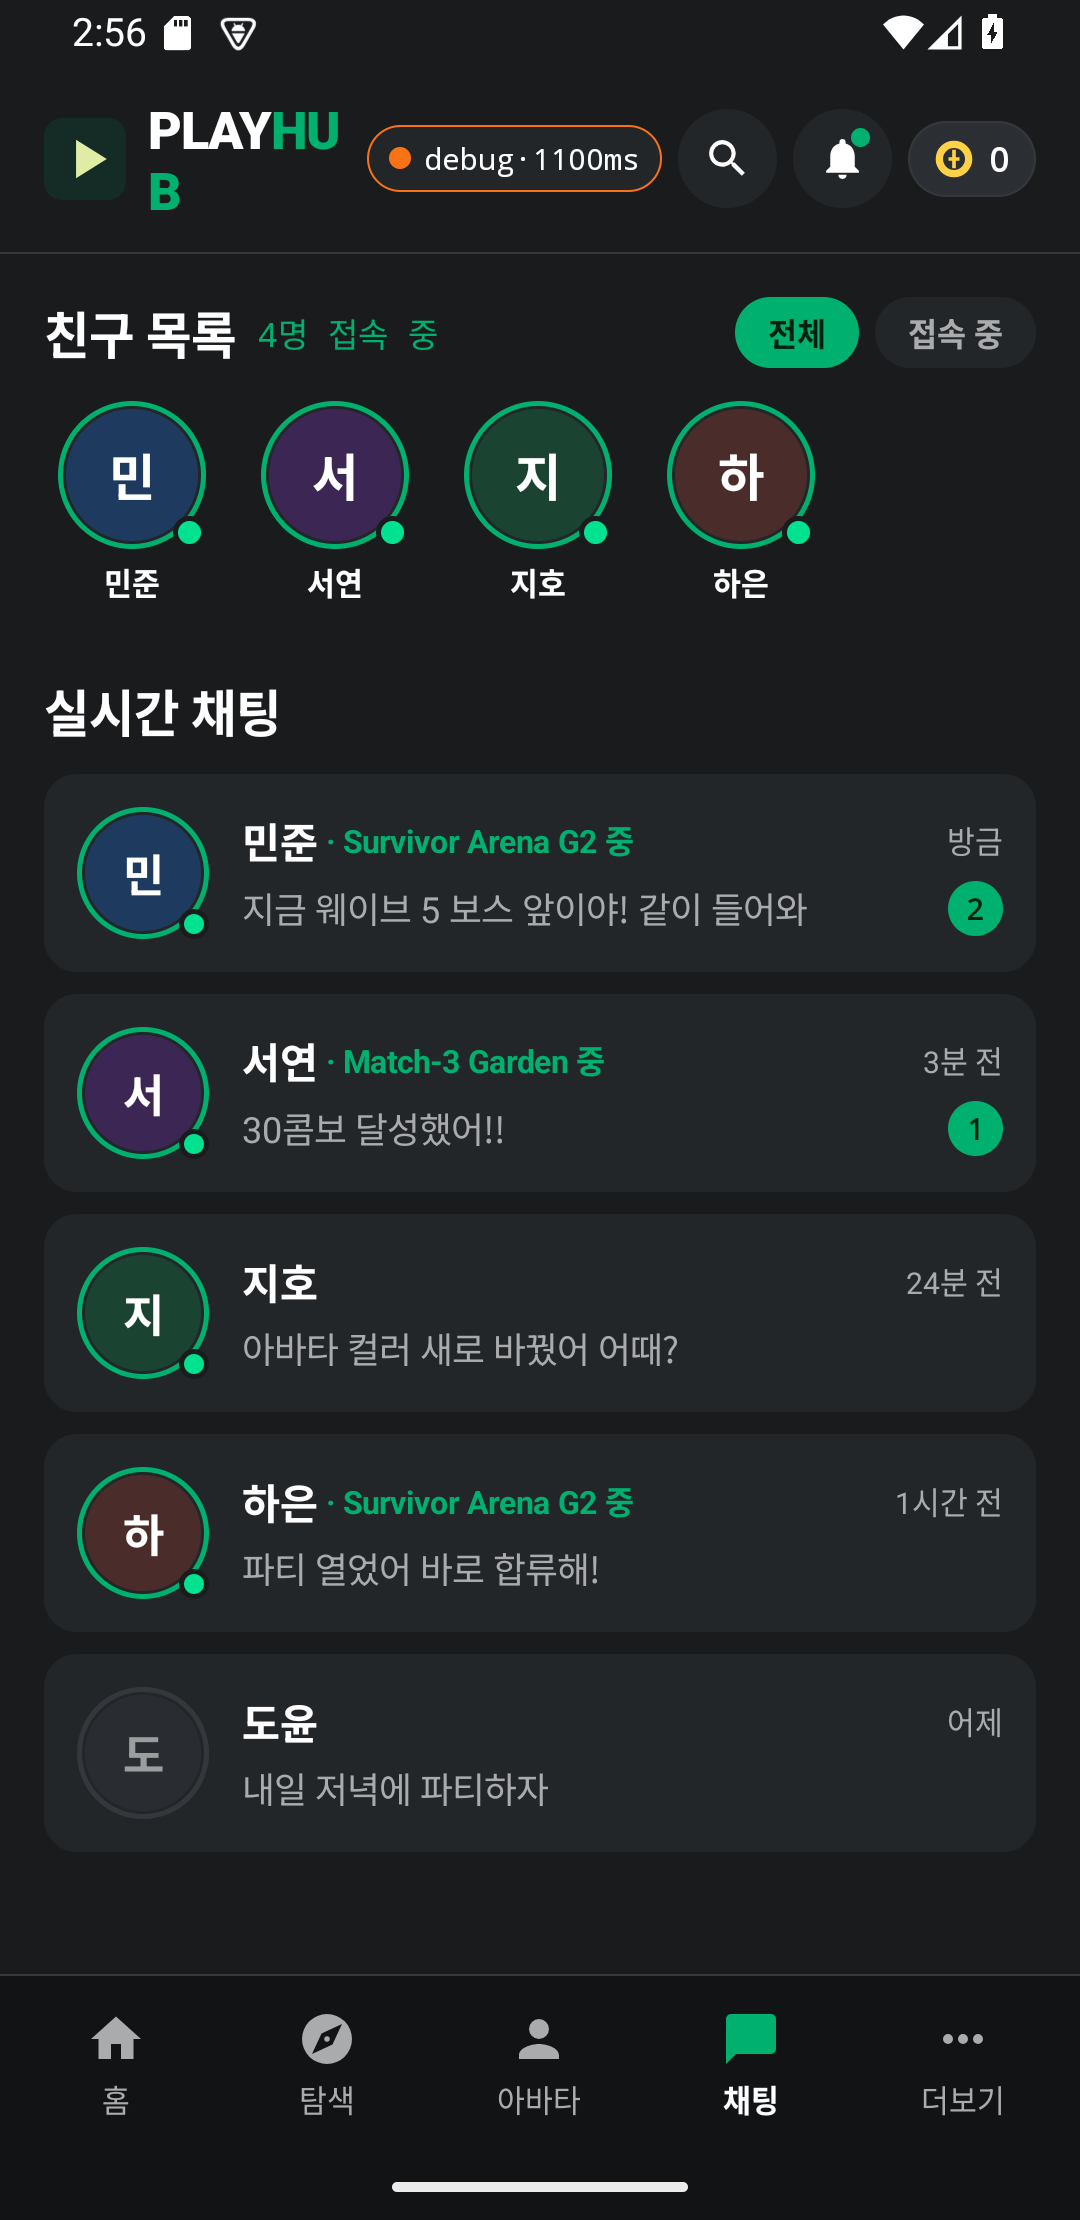 2:56
PLAYHU
B
debug·1100ms
0
친구 목록 4명 접속 중
전체
접속 중
민
서
지
하
민준
서연
지호
하은
실시간 채팅
민
민준 · Survivor Arena G2 중
방금
지금 웨이브 5 보스 앞이야! 같이 들어와
2
서
서연 · Match-3 Garden 중
3분 전
30콤보 달성했어!!
1
지
지호
24분 전
아바타 컬러 새로 바꿨어 어때?
하
하은 · Survivor Arena G2 중
1시간 전
파티 열었어 바로 합류해!
도
도윤
어제
내일 저녁에 파티하자
홈
탐색
아바타
채팅
더보기